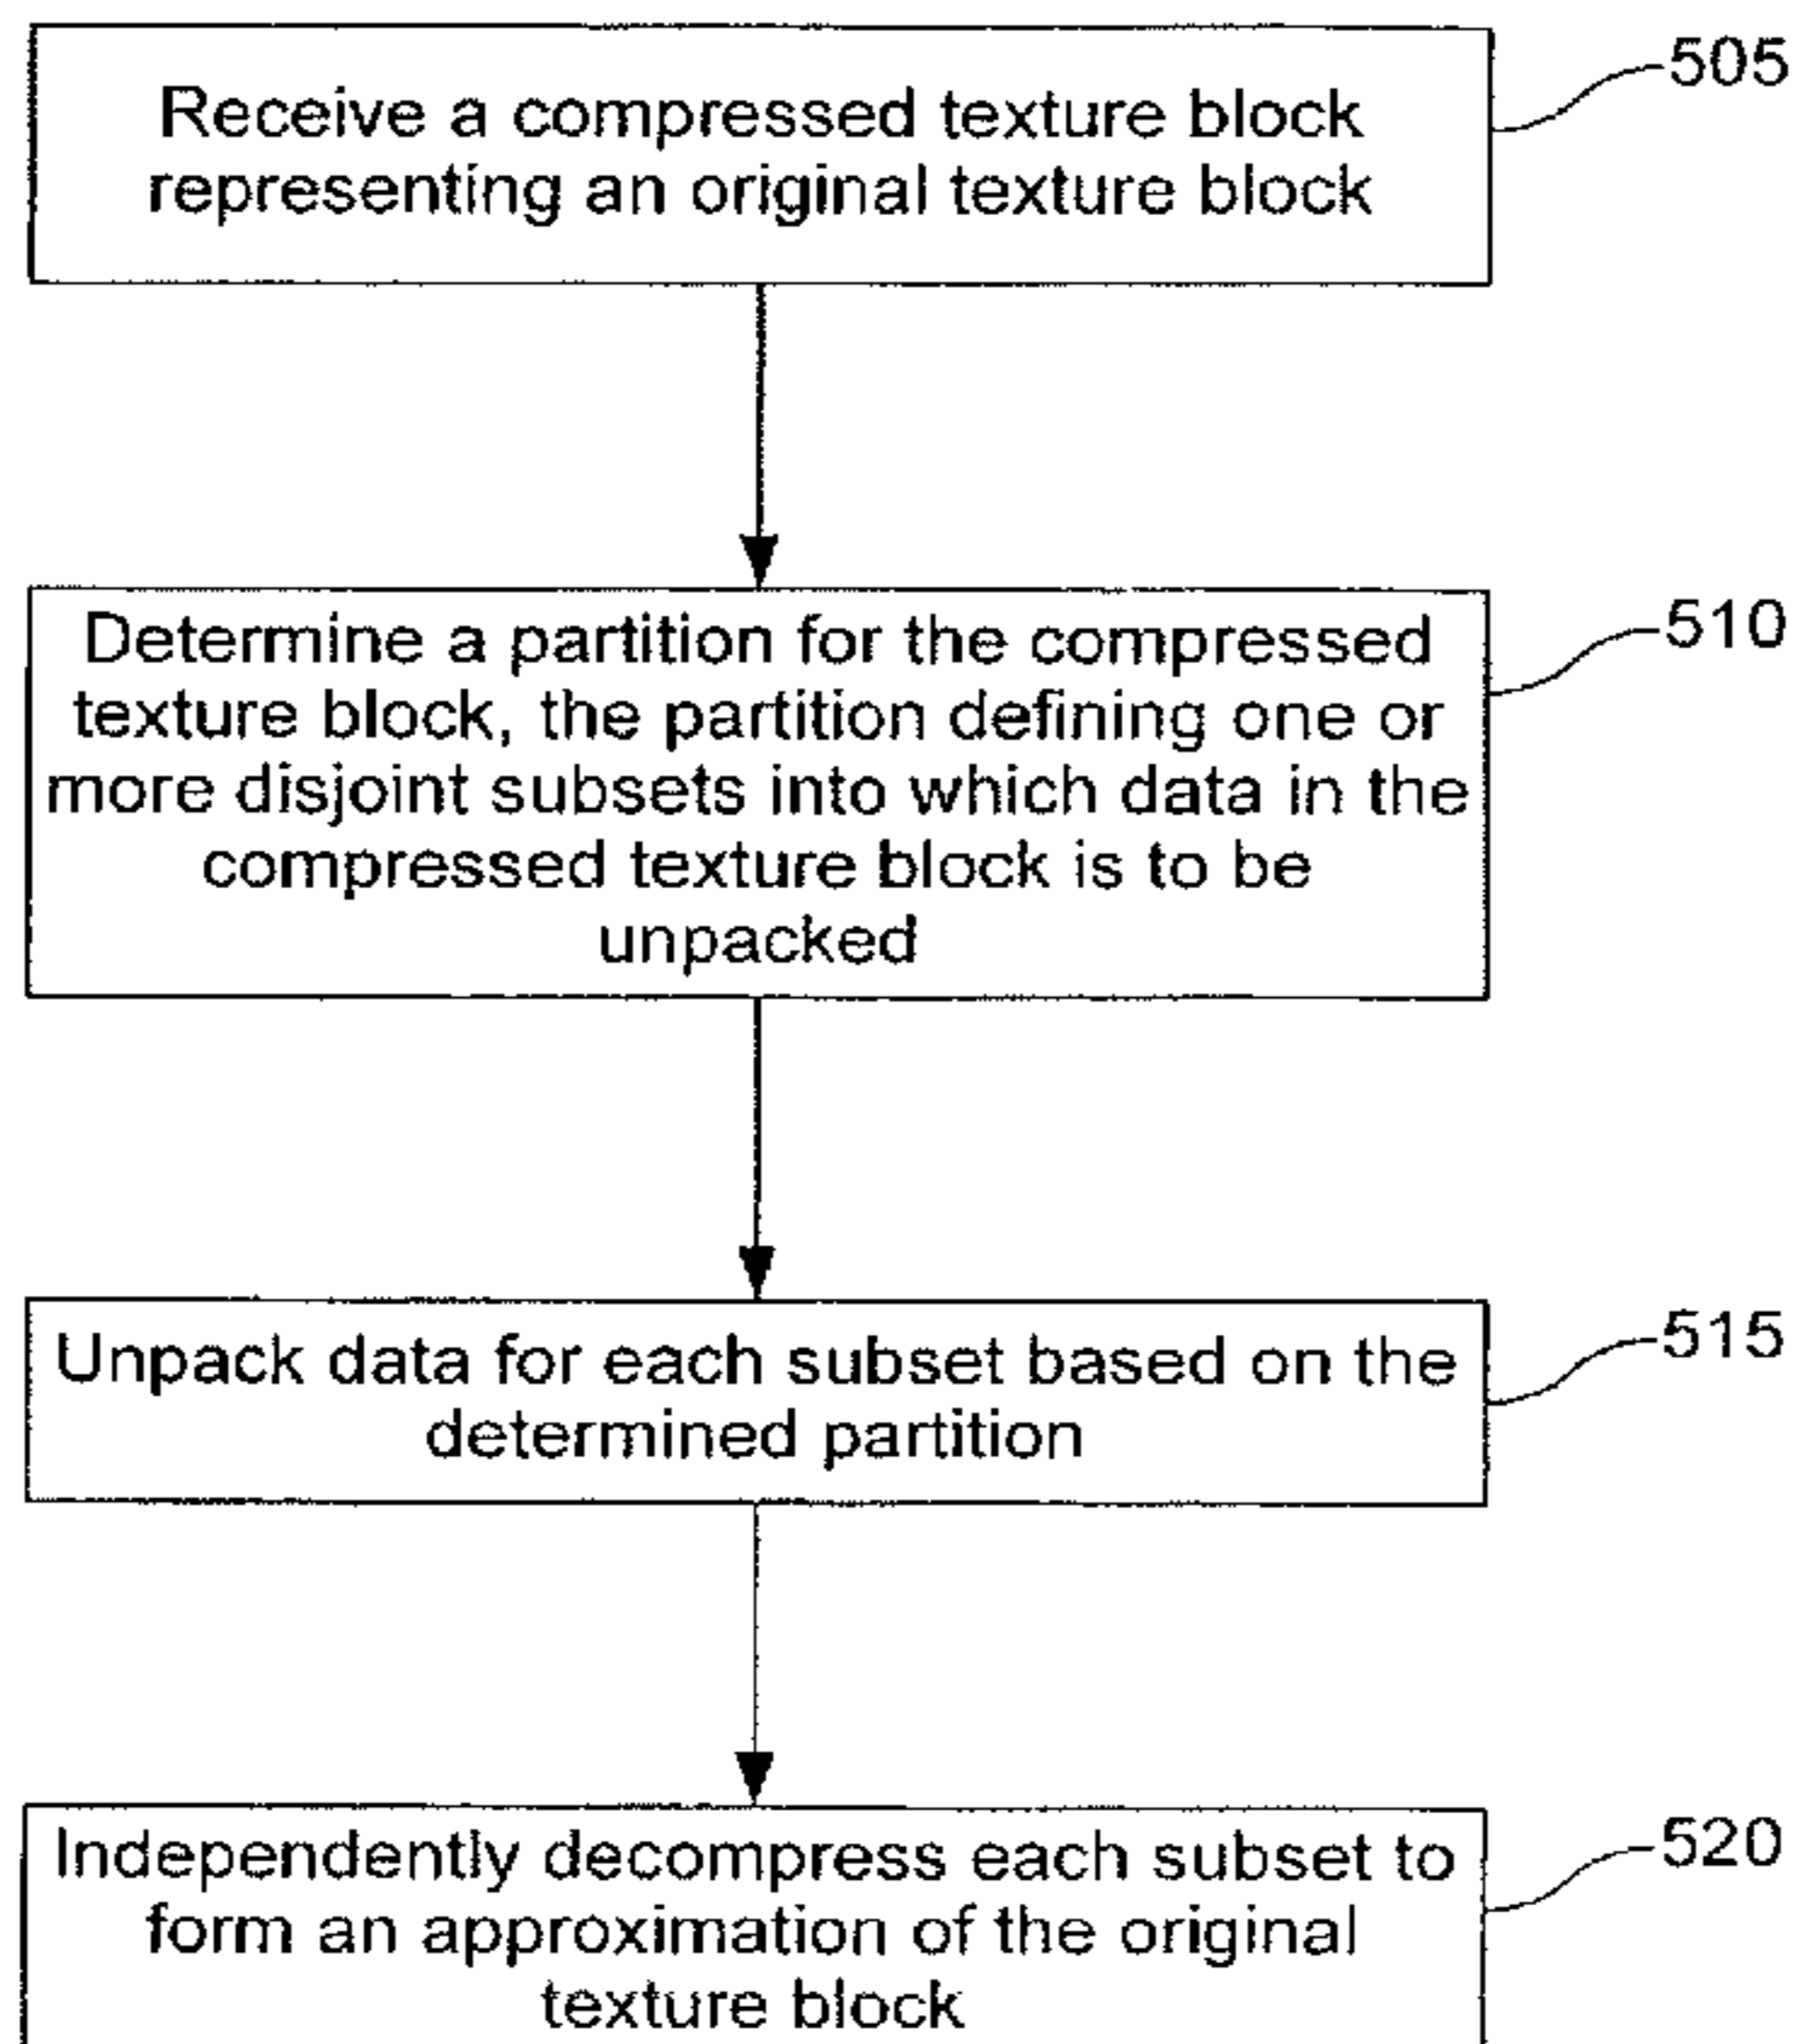 Receive a compressed texture block
representing an original texture block
505
Determine a partition for the compressed
texture block, the partition defining one or
more disjoint subsets into which data in the
compressed texture block is to be
unpacked
510
Unpack data for each subset based on the
determined partition
515
Independently decompress each subset to
form an approximation of the original
texture block
520